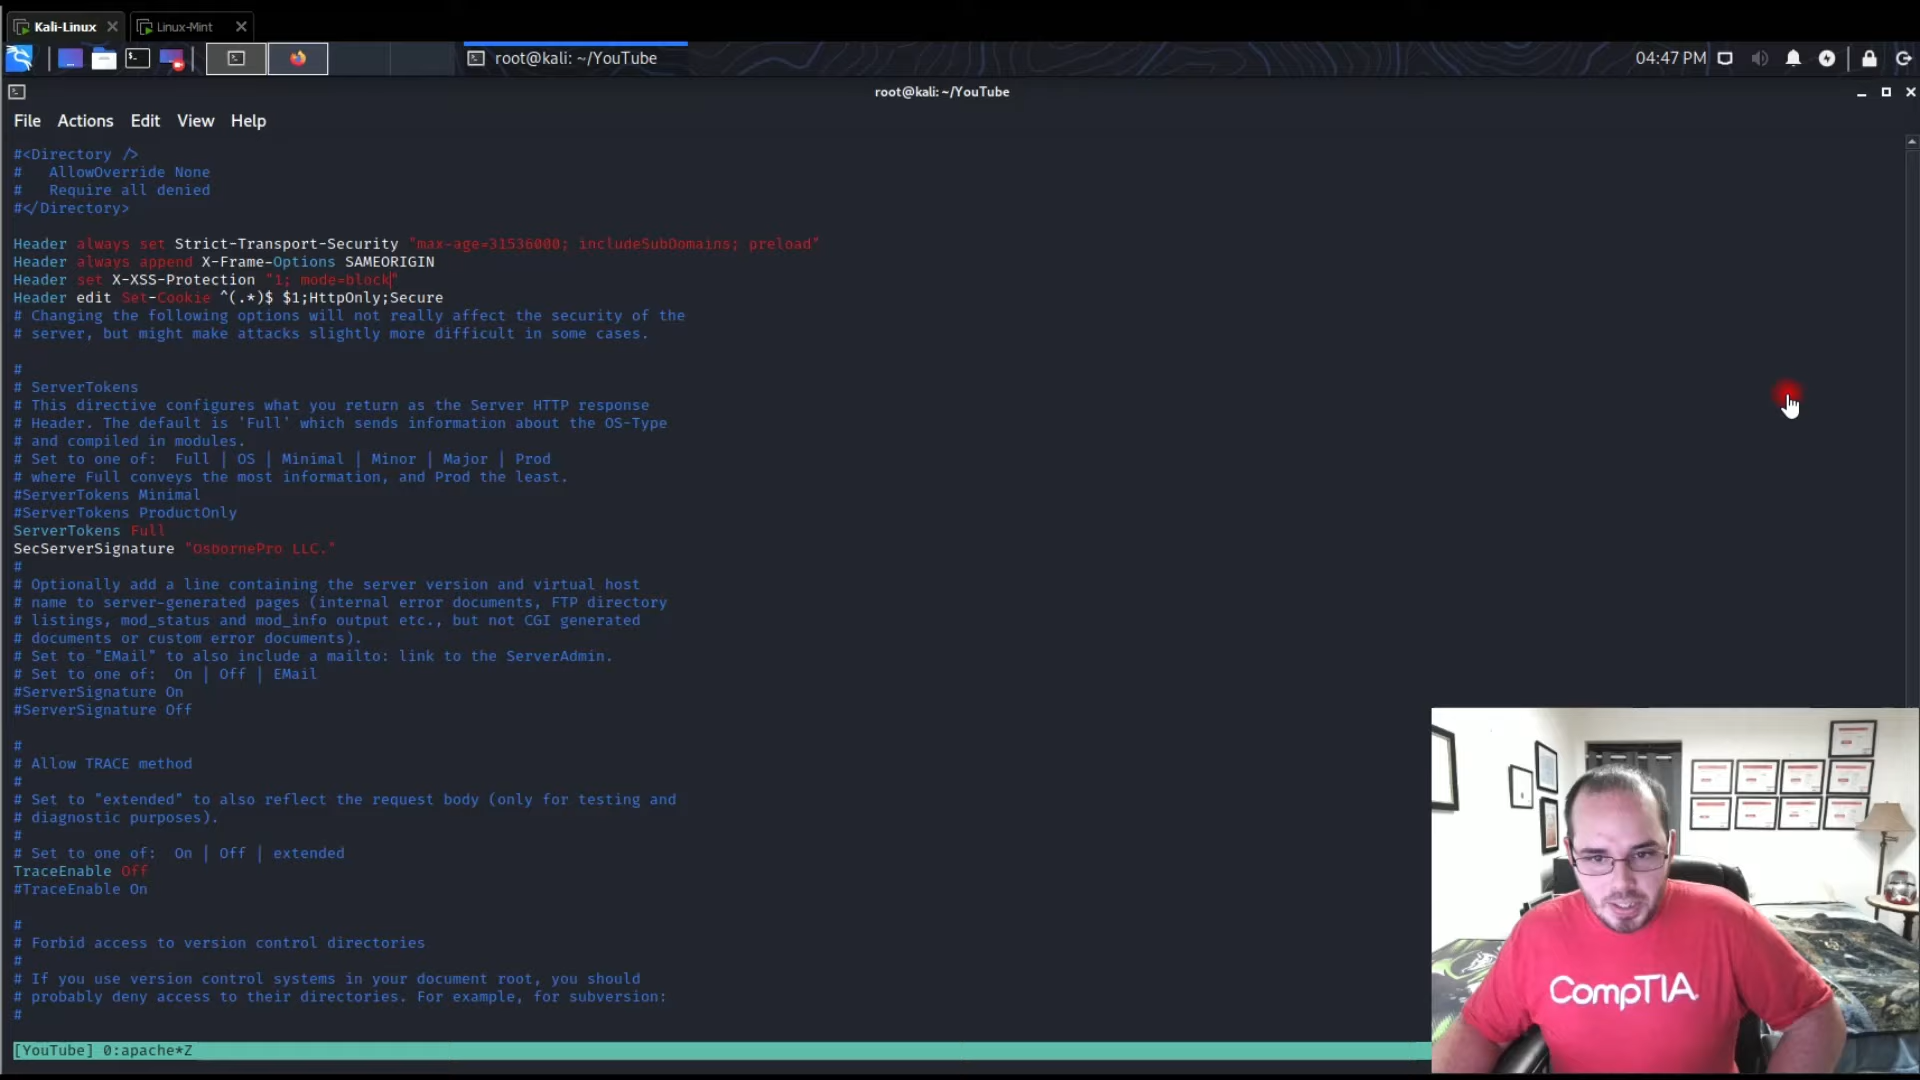 Kali-Linux
Linux-Mint
root@kali: ~/YouTube
04:47 PM
root@kali: ~/YouTube
File Actions Edit View Help
#<Directory />
#   AllowOverride None
#   Require all denied
#</Directory>
Header always set Strict-Transport-Security "max-age=31536000; includeSubDomains; preload"
Header always append X-Frame-Options SAMEORIGIN
Header set X-XSS-Protection "1; mode=block"
Header edit Set-Cookie ^(.*)$ $1;HttpOnly;Secure
# Changing the following options will not really affect the security of the
# server, but might make attacks slightly more difficult in some cases.
#
# ServerTokens
# This directive configures what you return as the Server HTTP response
# Header. The default is 'Full' which sends information about the OS-Type
# and compiled in modules.
# Set to one of:  Full | OS | Minimal | Minor | Major | Prod
# where Full conveys the most information, and Prod the least.
#ServerTokens Minimal
#ServerTokens ProductOnly
ServerTokens Full
SecServerSignature "OsbornePro LLC."
#
# Optionally add a line containing the server version and virtual host
# name to server-generated pages (internal error documents, FTP directory
# listings, mod_status and mod_info output etc., but not CGI generated
# documents or custom error documents).
# Set to "EMail" to also include a mailto: link to the ServerAdmin.
# Set to one of:  On | Off | EMail
#ServerSignature On
#ServerSignature Off
#
# Allow TRACE method
#
# Set to "extended" to also reflect the request body (only for testing and
# diagnostic purposes).
#
# Set to one of:  On | Off | extended
TraceEnable Off
#TraceEnable On
#
# Forbid access to version control directories
#
# If you use version control systems in your document root, you should
# probably deny access to their directories. For example, for subversion:
#
[YouTube] 0:apache*Z
CompTIA